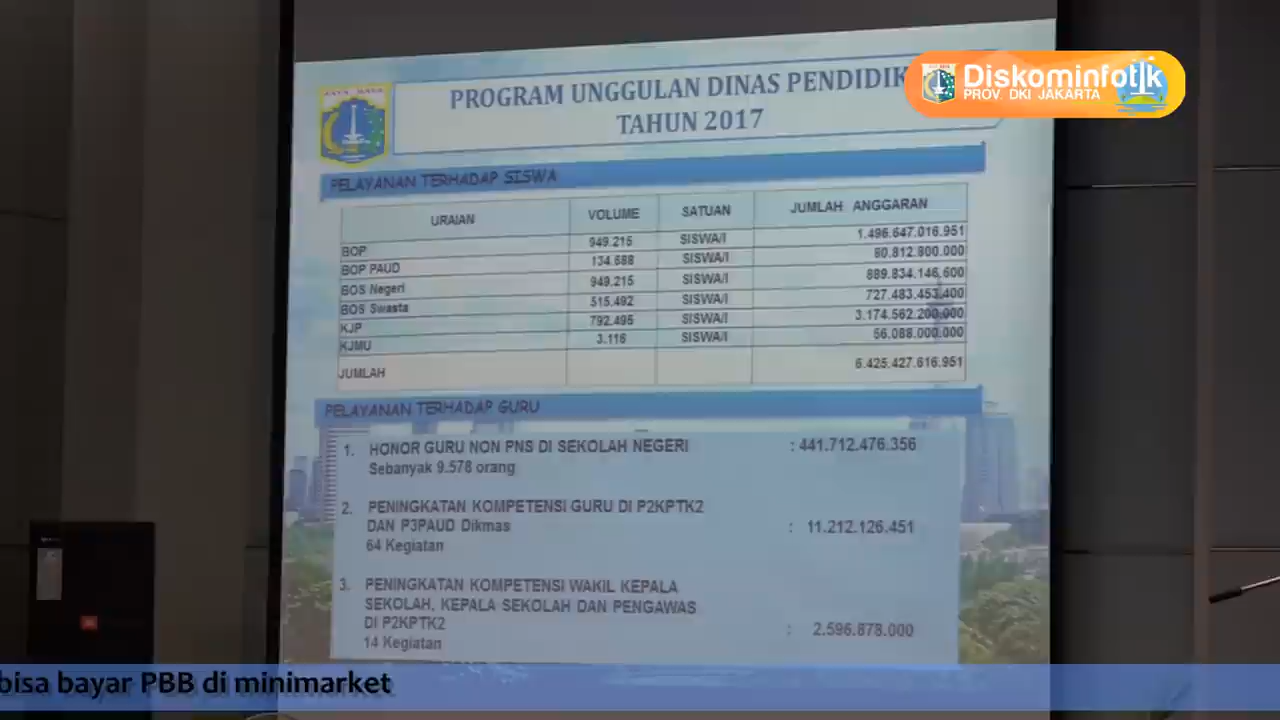 Diskominfotik
PROV. DKI JAKARTA
JAYA RAYA
PROGRAM UNGGULAN DINAS PENDIDIK
TAHUN 2017
PELAYANAN TERHADAP SISWA
URAIAN VOLUME SATUAN JUMLAH ANGGARAN
BOP 949.215 SISWA/I 1.496.647.016.951
BOP PAUD 134.688 SISWA/I 80.812.800.000
BOS Negeri 949.215 SISWA/I 889.834.146.600
BOS Swasta 515.492 SISWA/I 727.483.453.400
KJP 792.495 SISWA/I 3.174.562.200.000
KJMU 3.116 SISWA/I 56.088.000.000
JUMLAH 6.425.427.616.951
PELAYANAN TERHADAP GURU
1. HONOR GURU NON PNS DI SEKOLAH NEGERI : 441.712.476.356
Sebanyak 9.578 orang
2. PENINGKATAN KOMPETENSI GURU DI P2KPTK2
DAN P3PAUD Dikmas : 11.212.126.451
64 Kegiatan
3. PENINGKATAN KOMPETENSI WAKIL KEPALA
SEKOLAH, KEPALA SEKOLAH DAN PENGAWAS
DI P2KPTK2 : 2.596.878.000
14 Kegiatan
bisa bayar PBB di minimarket